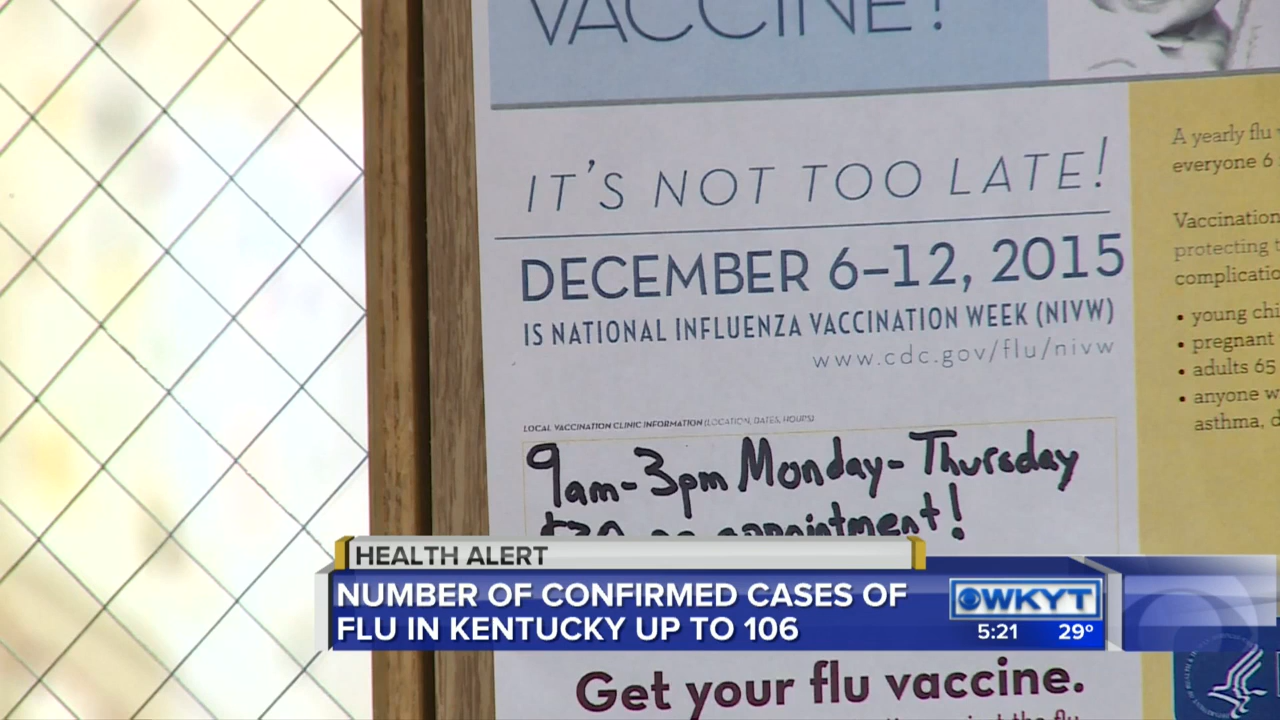 VACCINE!
IT'S NOT TOO LATE!
DECEMBER 6–12, 2015
IS NATIONAL INFLUENZA VACCINATION WEEK (NIVW)
www.cdc.gov/flu/nivw
LOCAL VACCINATION CLINIC INFORMATION (LOCATION, DATES, HOURS)
9am-3pm Monday-Thursday
appointment!
Get your flu vaccine.
A yearly flu
everyone 6
Vaccination
protecting
complicatio
• young chi
• pregnant
• adults 65
• anyone w
asthma, d
HEALTH ALERT
NUMBER OF CONFIRMED CASES OF
FLU IN KENTUCKY UP TO 106
WKYT
5:21 29°